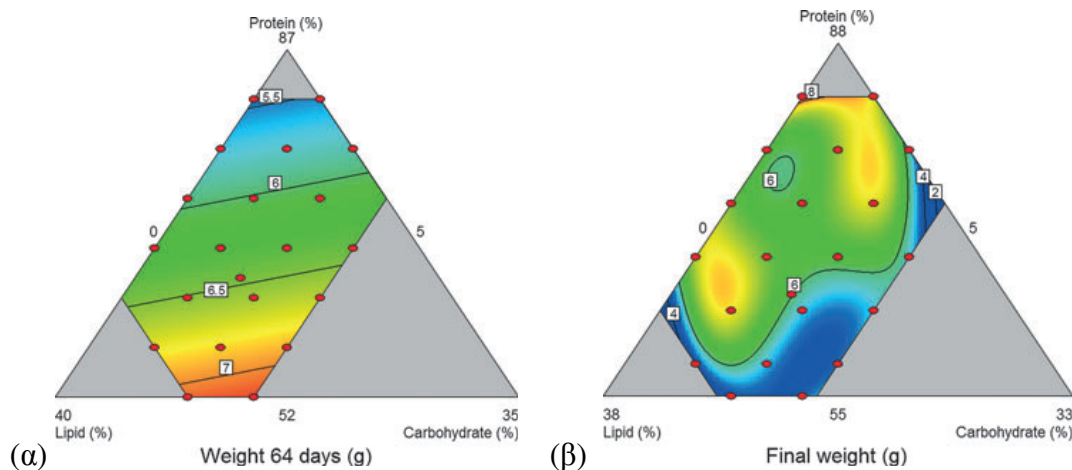 Protein (%)
87
5.5
6
0
5
6.5
7
40
52
35
Lipid (%)
Carbohydrate (%)
(α)
Weight 64 days (g)
Protein (%)
88
8
6
4
2
0
5
6
4
38
55
33
Lipid (%)
Carbohydrate (%)
(β)
Final weight (g)